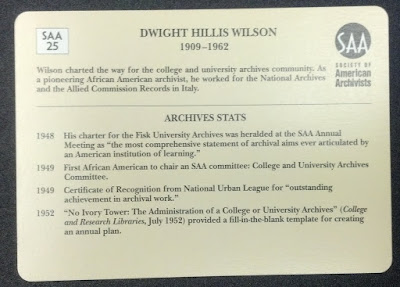 SAA
25
DWIGHT HILLIS WILSON
1909–1962
SAA
SOCIETY OF
American
Archivists
Wilson charted the way for the college and university archives community. As
a pioneering African American archivist, he worked for the National Archives
and the Allied Commission Records in Italy.
ARCHIVES STATS
1948 His charter for the Fisk University Archives was heralded at the SAA Annual
Meeting as “the most comprehensive statement of archival aims ever articulated by
an American institution of learning.”
1949 First African American to chair an SAA committee: College and University Archives
Committee.
1949 Certificate of Recognition from National Urban League for “outstanding
achievement in archival work.”
1952 “No Ivory Tower: The Administration of a College or University Archives” (College
and Research Libraries, July 1952) provided a fill-in-the-blank template for creating
an annual plan.